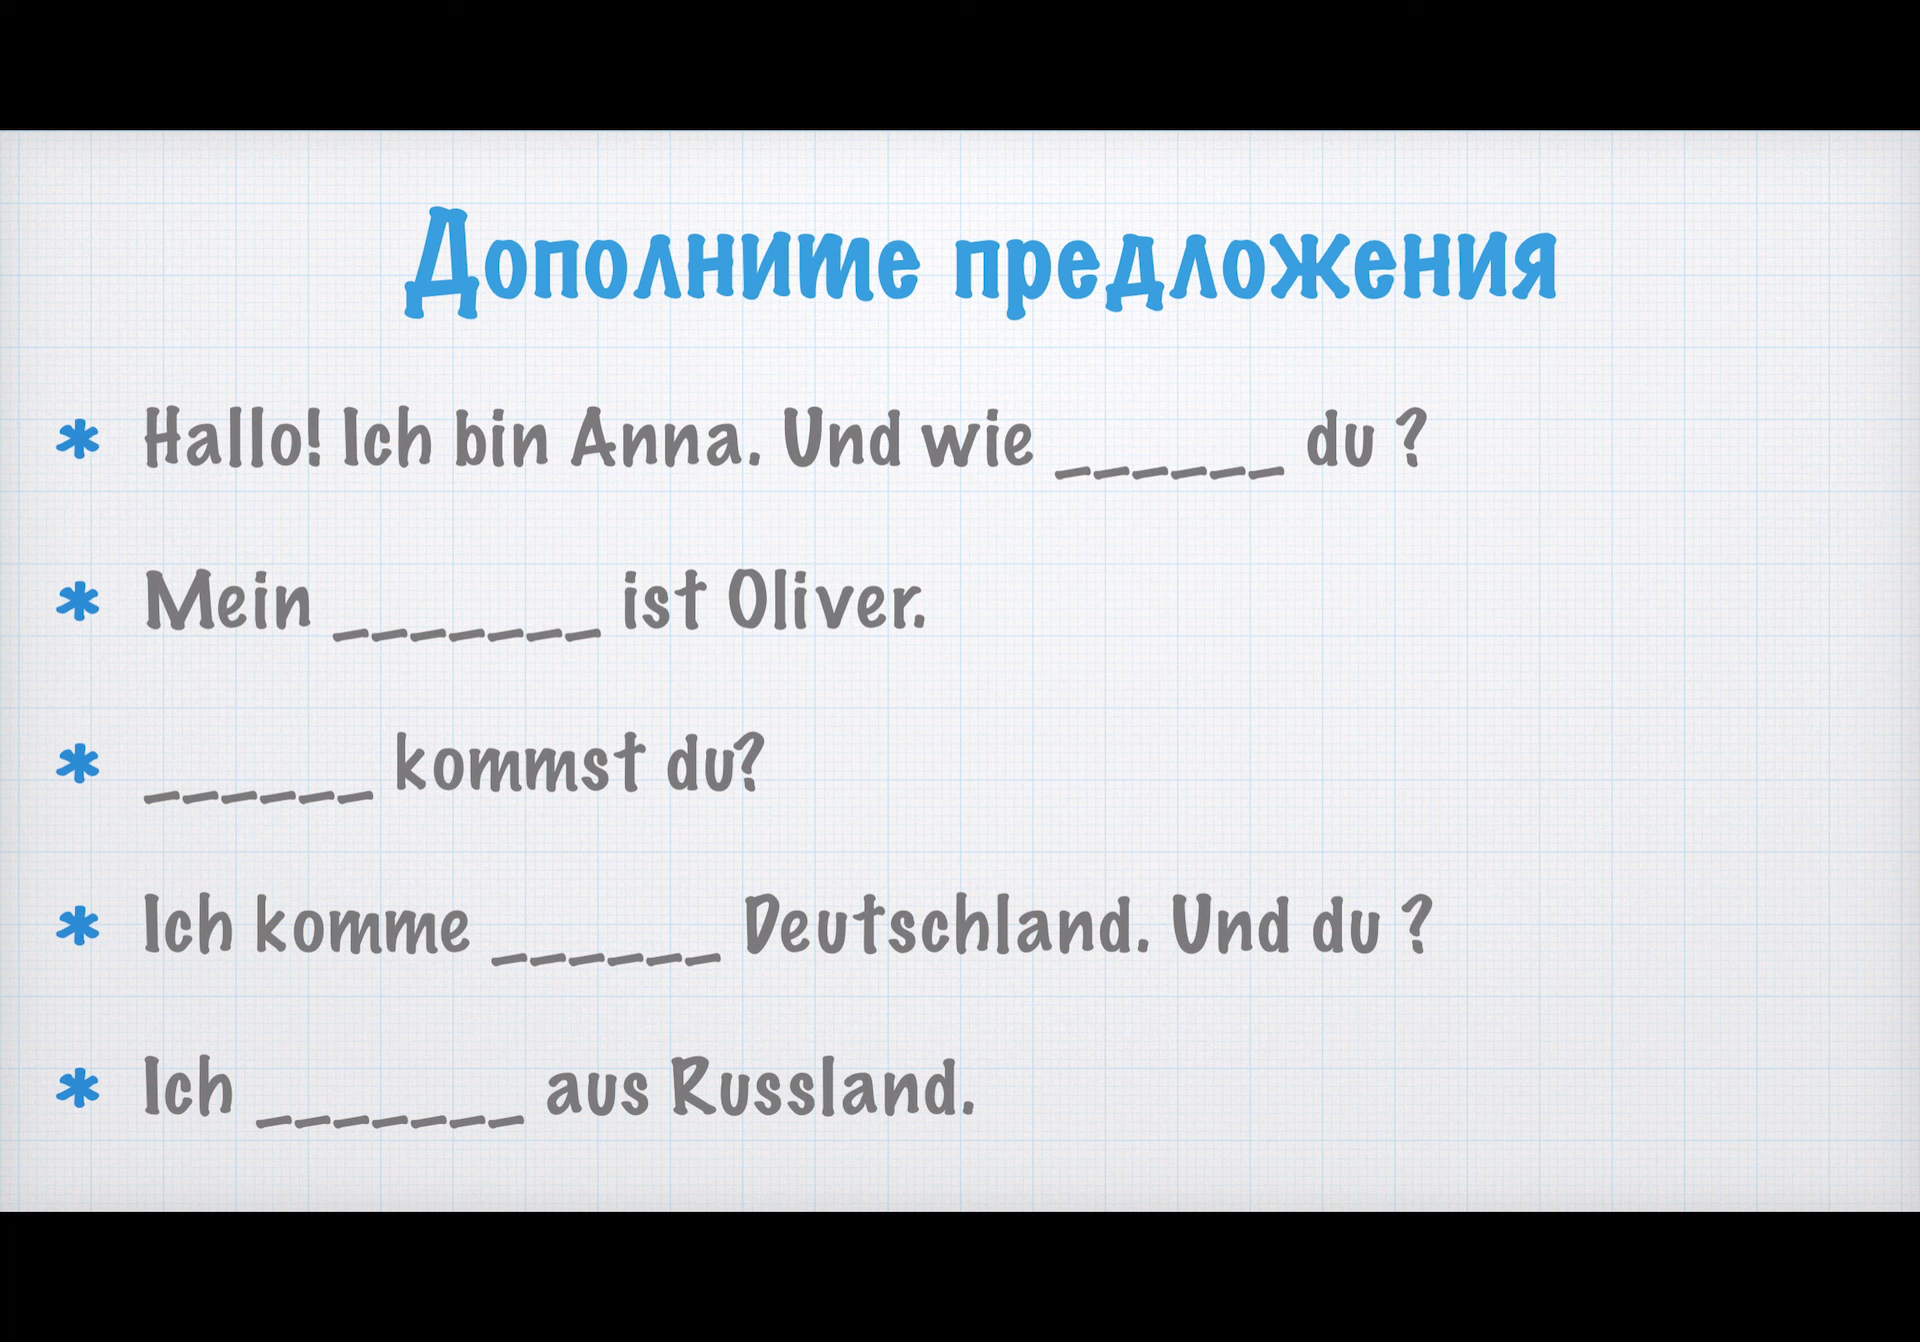 Дополните предложения
* Hallo! Ich bin Anna. Und wie ______ du ?
* Mein _______ ist Oliver.
* ______ kommst du?
* Ich komme ______ Deutschland. Und du ?
* Ich _______ aus Russland.